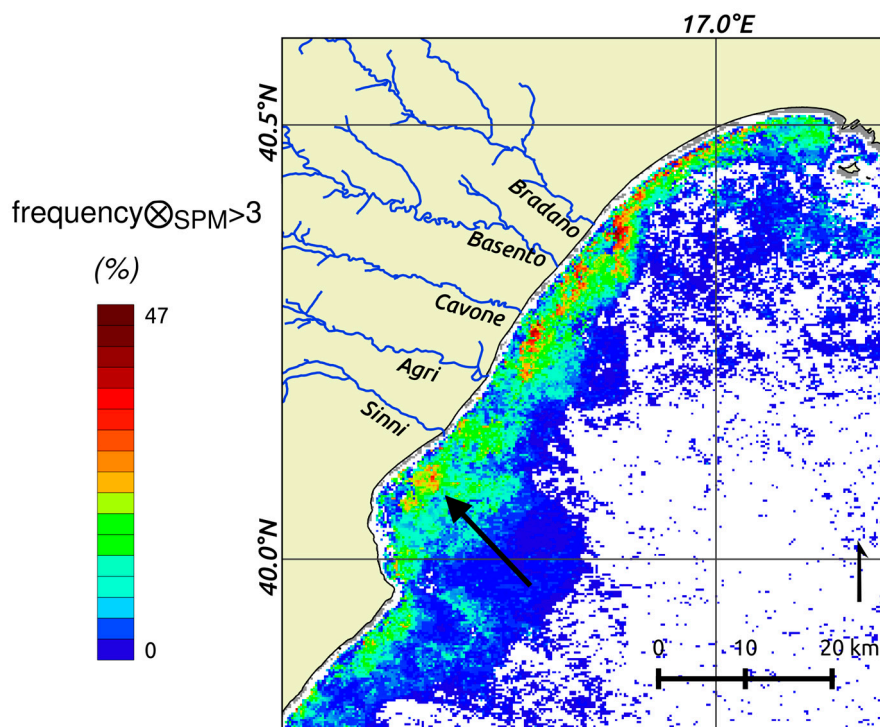 17.0°E
40.5°N
frequency⊗SPM>3
(%)
47
0
Bradano
Basento
Cavone
Agri
Sinni
40.0°N
0 10 20 km